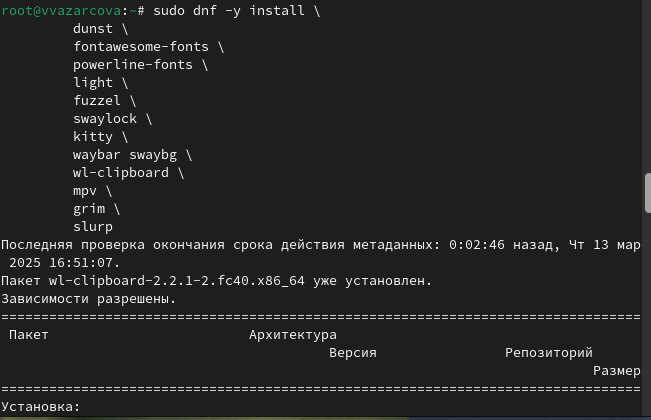 root@vvazarcova:~# sudo dnf -y install \
dunst \
fontawesome-fonts \
powerline-fonts \
light \
fuzzel \
swaylock \
kitty \
waybar swaybg \
wl-clipboard \
mpv \
grim \
slurp
Последняя проверка окончания срока действия метаданных: 0:02:46 назад, Чт 13 мар
2025 16:51:07.
Пакет wl-clipboard-2.2.1-2.fc40.x86_64 уже установлен.
Зависимости разрешены.
================================================================================
Пакет Архитектура
Версия Репозиторий
Размер
================================================================================
Установка: